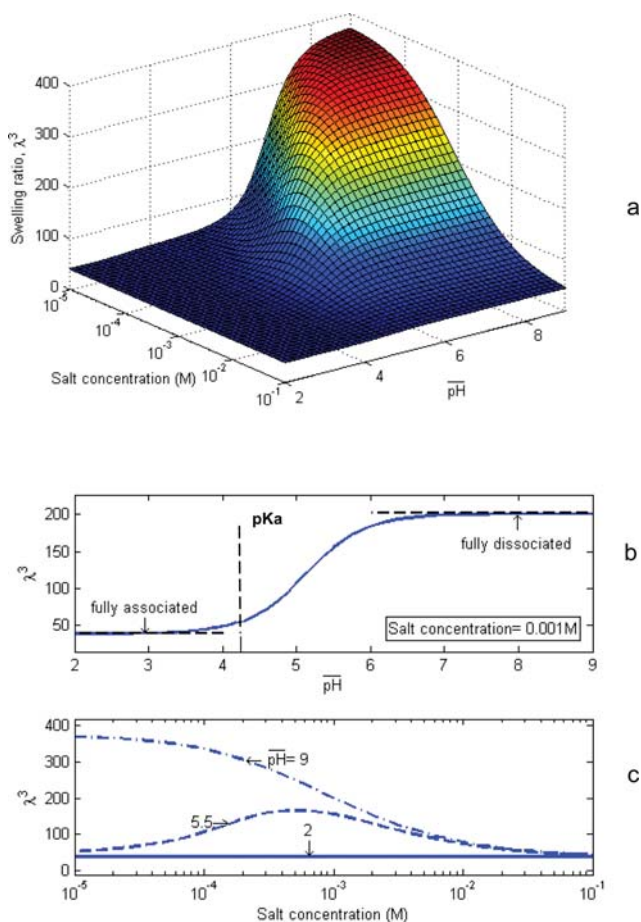 400
300
200
100
0
Swelling ratio, λ³
10⁻⁵
10⁻⁴
10⁻³
10⁻²
10⁻¹
Salt concentration (M)
2
4
6
8
p̅H̅
a
200
150
100
50
λ³
pKa
fully associated
fully dissociated
Salt concentration= 0.001M
2 3 4 5 6 7 8 9
p̅H̅
b
400
300
200
100
0
λ³
p̅H̅= 9
5.5
2
10⁻⁵ 10⁻⁴ 10⁻³ 10⁻² 10⁻¹
Salt concentration (M)
c